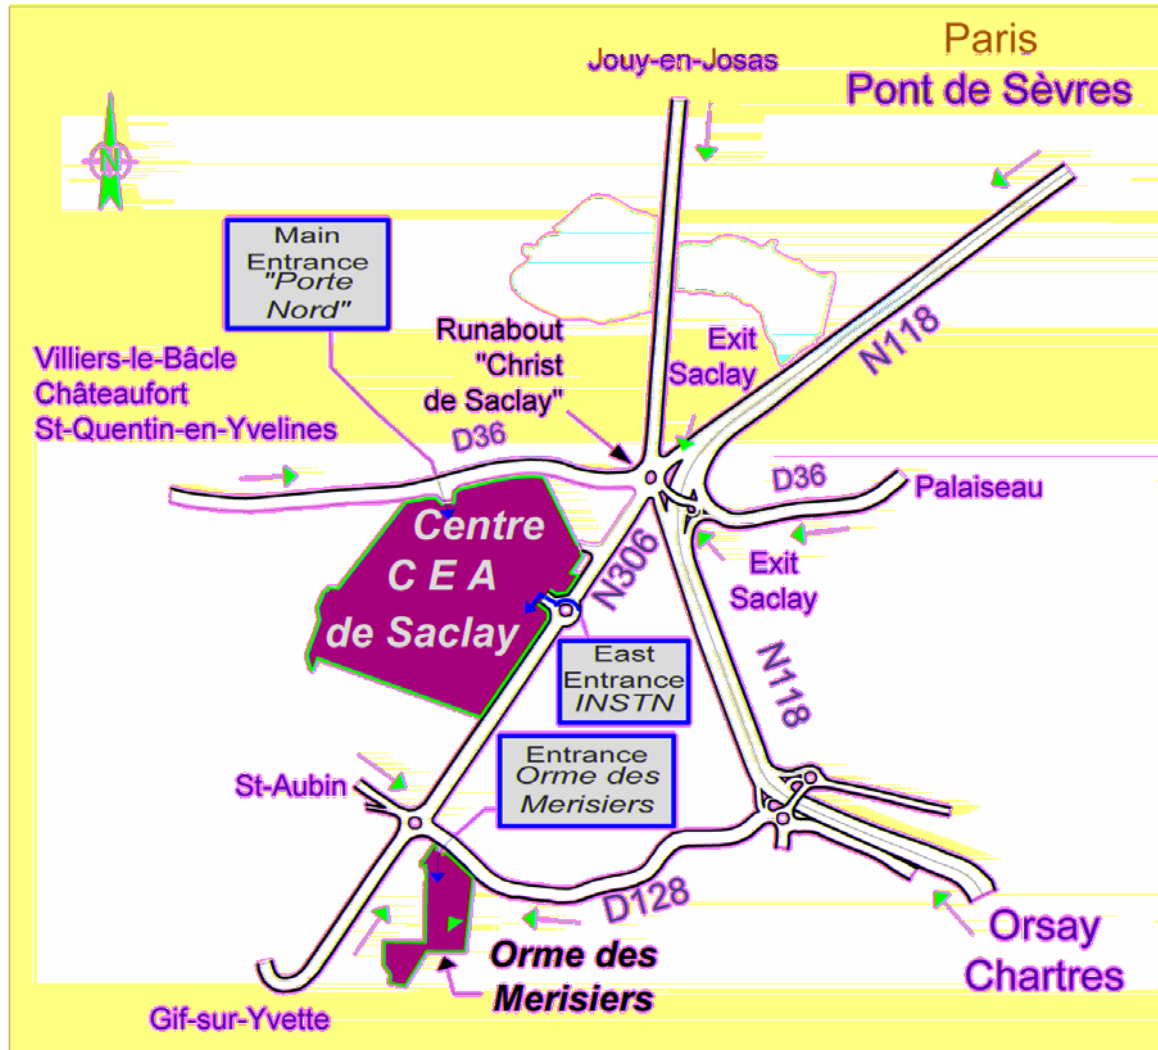 Paris
Jouy-en-Josas
Pont de Sèvres
N
Main
Entrance
"Porte
Nord"
Runabout
"Christ
de Saclay"
Exit
Saclay
N118
Villiers-le-Bâcle
Châteaufort
St-Quentin-en-Yvelines
D36
D36
Palaiseau
Centre
C E A
de Saclay
N306
Exit
Saclay
East
Entrance
INSTN
N118
Entrance
Orme des
Merisiers
St-Aubin
D128
Orsay
Chartres
Orme des
Merisiers
Gif-sur-Yvette